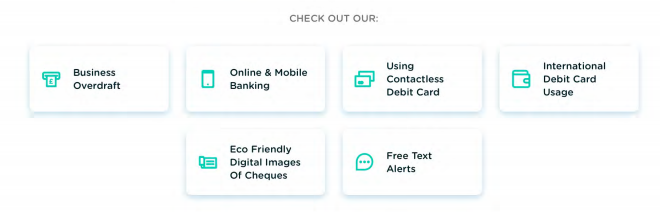 CHECK OUT OUR:
Business
Overdraft
Online & Mobile
Banking
Using
Contactless
Debit Card
International
Debit Card
Usage
Eco Friendly
Digital Images
Of Cheques
Free Text
Alerts